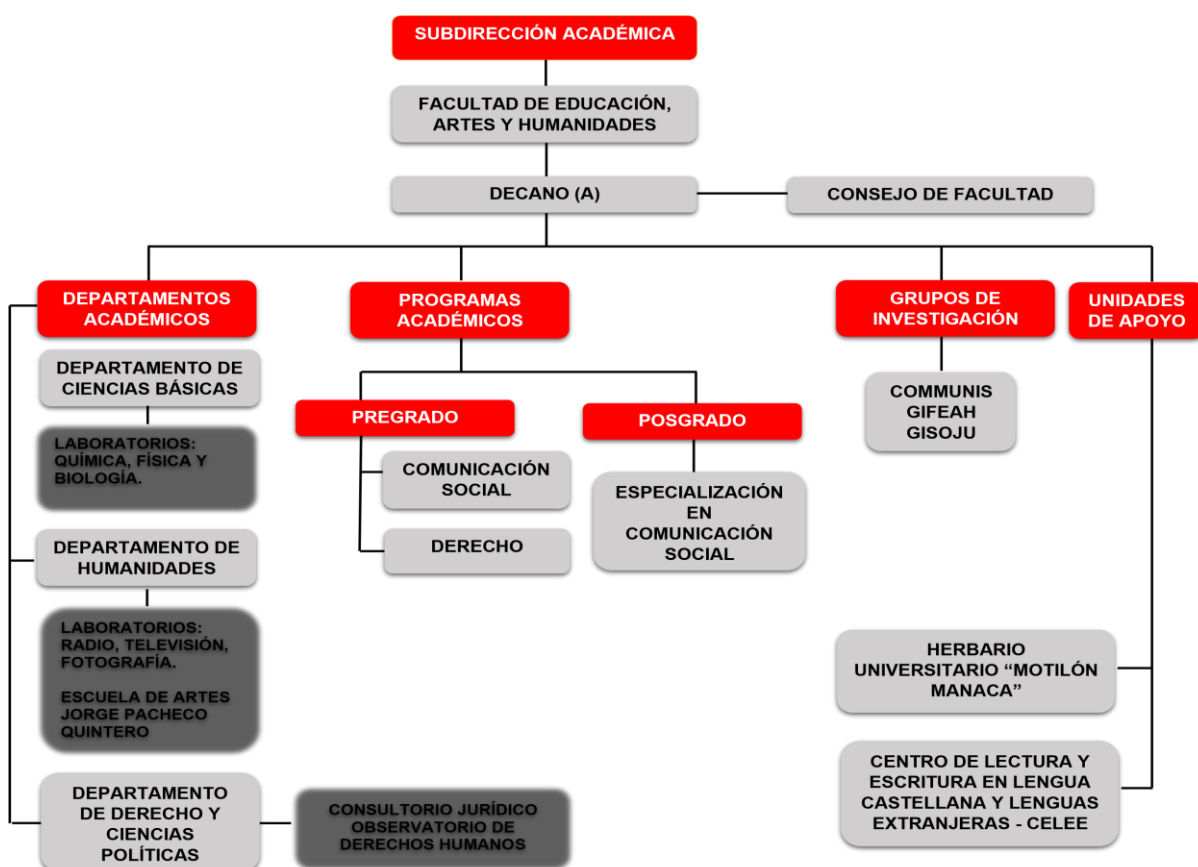 SUBDIRECCIÓN ACADÉMICA
FACULTAD DE EDUCACIÓN,
ARTES Y HUMANIDADES
DECANO (A)
CONSEJO DE FACULTAD
DEPARTAMENTOS
ACADÉMICOS
PROGRAMAS
ACADÉMICOS
GRUPOS DE
INVESTIGACIÓN
UNIDADES
DE APOYO
DEPARTAMENTO DE
CIENCIAS BÁSICAS
LABORATORIOS:
QUÍMICA, FÍSICA Y
BIOLOGÍA.
DEPARTAMENTO DE
HUMANIDADES
LABORATORIOS:
RADIO, TELEVISIÓN,
FOTOGRAFÍA.
ESCUELA DE ARTES
JORGE PACHECO
QUINTERO
DEPARTAMENTO
DE DERECHO Y
CIENCIAS
POLÍTICAS
CONSULTORIO JURÍDICO
OBSERVATORIO DE
DERECHOS HUMANOS
PREGRADO
COMUNICACIÓN
SOCIAL
DERECHO
POSGRADO
ESPECIALIZACIÓN
EN
COMUNICACIÓN
SOCIAL
COMMUNIS
GIFEAH
GISOJU
HERBARIO
UNIVERSITARIO “MOTILÓN
MANACA”
CENTRO DE LECTURA Y
ESCRITURA EN LENGUA
CASTELLANA Y LENGUAS
EXTRANJERAS - CELEE